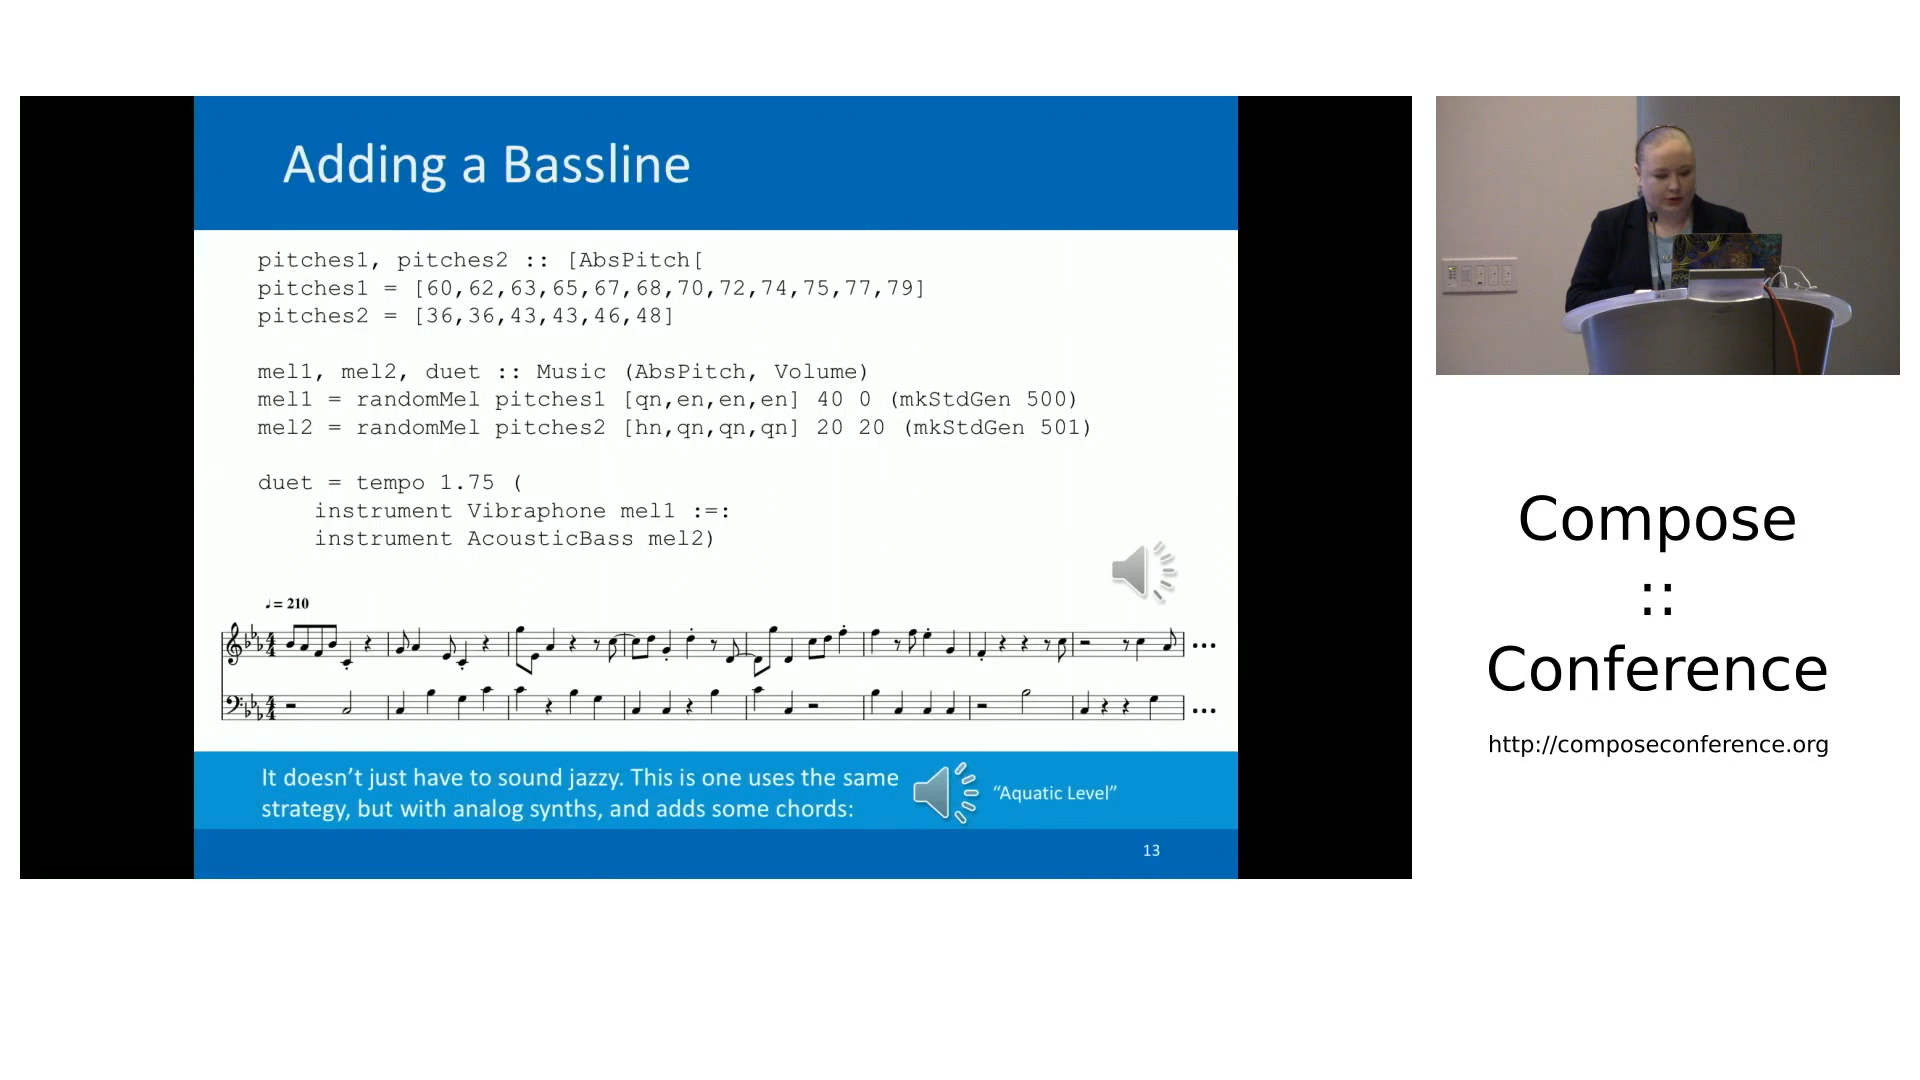 Adding a Bassline
pitches1, pitches2 :: [AbsPitch[
pitches1 = [60,62,63,65,67,68,70,72,74,75,77,79]
pitches2 = [36,36,43,43,46,48]
mel1, mel2, duet :: Music (AbsPitch, Volume)
mel1 = randomMel pitches1 [qn,en,en,en] 40 0 (mkStdGen 500)
mel2 = randomMel pitches2 [hn,qn,qn,qn] 20 20 (mkStdGen 501)
duet = tempo 1.75 (
instrument Vibraphone mel1 :=:
instrument AcousticBass mel2)
♩ = 210
...
...
It doesn’t just have to sound jazzy. This is one uses the same
strategy, but with analog synths, and adds some chords:
“Aquatic Level”
13
Compose
::
Conference
http://composeconference.org